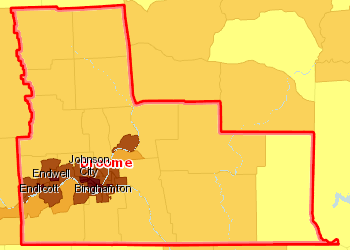 Johnson
City
Broome
Endwell
Endicott
Binghamton